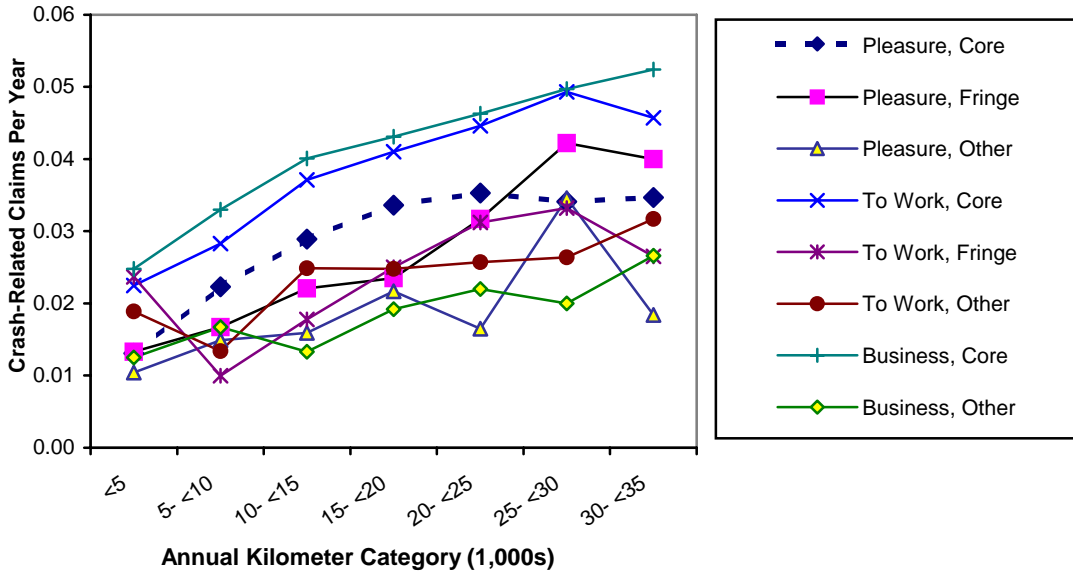 Crash-Related Claims Per Year
0.06
0.05
0.04
0.03
0.02
0.01
0.00
<5
5- <10
10- <15
15- <20
20- <25
25- <30
30- <35
Annual Kilometer Category (1,000s)
Pleasure, Core
Pleasure, Fringe
Pleasure, Other
To Work, Core
To Work, Fringe
To Work, Other
Business, Core
Business, Other